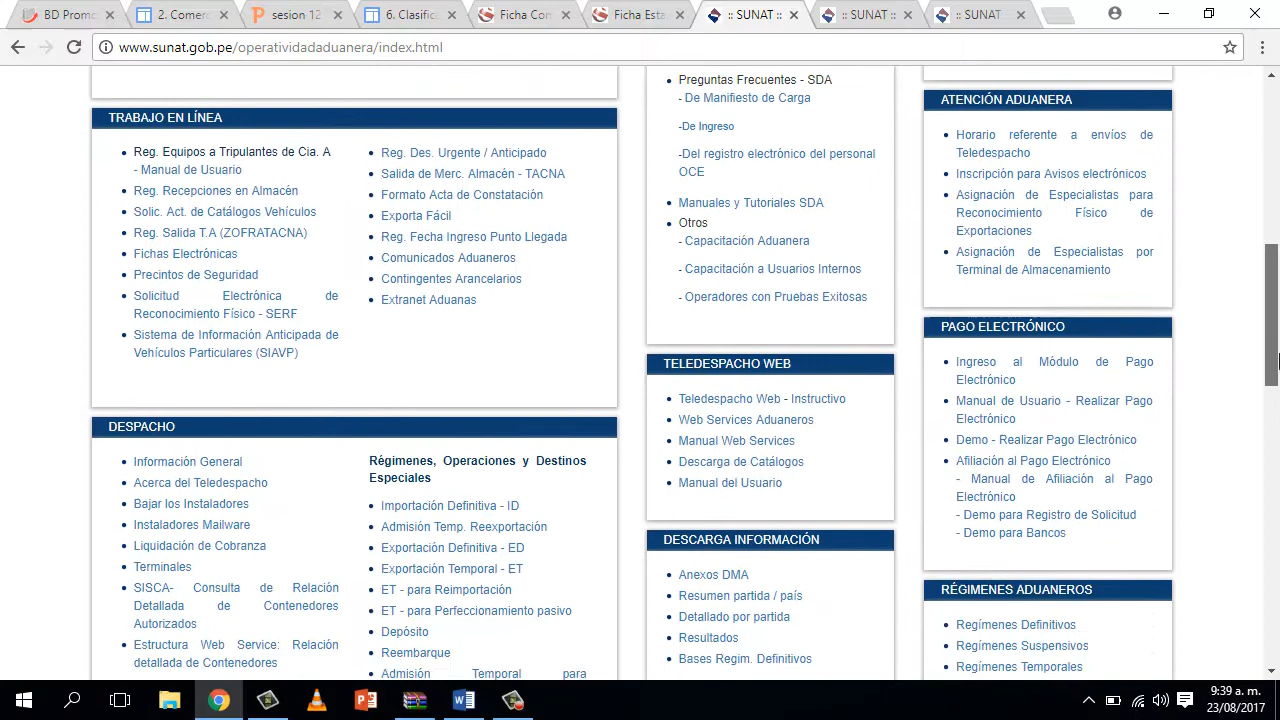 BD Promo
2. Comer
sesion 12
6. Clasific
Ficha Con
Ficha Esta
:: SUNAT ::
:: SUNAT
:: SUNAT
www.sunat.gob.pe/operatividadaduanera/index.html
TRABAJO EN LÍNEA
Reg. Equipos a Tripulantes de Cia. A
- Manual de Usuario
Reg. Recepciones en Almacén
Solic. Act. de Catálogos Vehículos
Reg. Salida T.A (ZOFRATACNA)
Fichas Electrónicas
Precintos de Seguridad
Solicitud Electrónica de
Reconocimiento Físico - SERF
Sistema de Información Anticipada de
Vehículos Particulares (SIAVP)
Reg. Des. Urgente / Anticipado
Salida de Merc. Almacén - TACNA
Formato Acta de Constatación
Exporta Fácil
Reg. Fecha Ingreso Punto Llegada
Comunicados Aduaneros
Contingentes Arancelarios
Extranet Aduanas
DESPACHO
Información General
Acerca del Teledespacho
Bajar los Instaladores
Instaladores Mailware
Liquidación de Cobranza
Terminales
SISCA- Consulta de Relación
Detallada de Contenedores
Autorizados
Estructura Web Service: Relación
detallada de Contenedores
Régimenes, Operaciones y Destinos
Especiales
Importación Definitiva - ID
Admisión Temp. Reexportación
Exportación Definitiva - ED
Exportación Temporal - ET
ET - para Reimportación
ET - para Perfeccionamiento pasivo
Depósito
Reembarque
Admisión Temporal para
Preguntas Frecuentes - SDA
- De Manifiesto de Carga
-De Ingreso
-Del registro electrónico del personal
OCE
Manuales y Tutoriales SDA
Otros
- Capacitación Aduanera
- Capacitación a Usuarios Internos
- Operadores con Pruebas Exitosas
TELEDESPACHO WEB
Teledespacho Web - Instructivo
Web Services Aduaneros
Manual Web Services
Descarga de Catálogos
Manual del Usuario
DESCARGA INFORMACIÓN
Anexos DMA
Resumen partida / país
Detallado por partida
Resultados
Bases Regim. Definitivos
ATENCIÓN ADUANERA
Horario referente a envíos de
Teledespacho
Inscripción para Avisos electrónicos
Asignación de Especialistas para
Reconocimiento Físico de
Exportaciones
Asignación de Especialistas por
Terminal de Almacenamiento
PAGO ELECTRÓNICO
Ingreso al Módulo de Pago
Electrónico
Manual de Usuario - Realizar Pago
Electrónico
Demo - Realizar Pago Electrónico
Afiliación al Pago Electrónico
- Manual de Afiliación al Pago
Electrónico
- Demo para Registro de Solicitud
- Demo para Bancos
RÉGIMENES ADUANEROS
Regímenes Definitivos
Regímenes Suspensivos
Regímenes Temporales
9:39 a. m.
23/08/2017